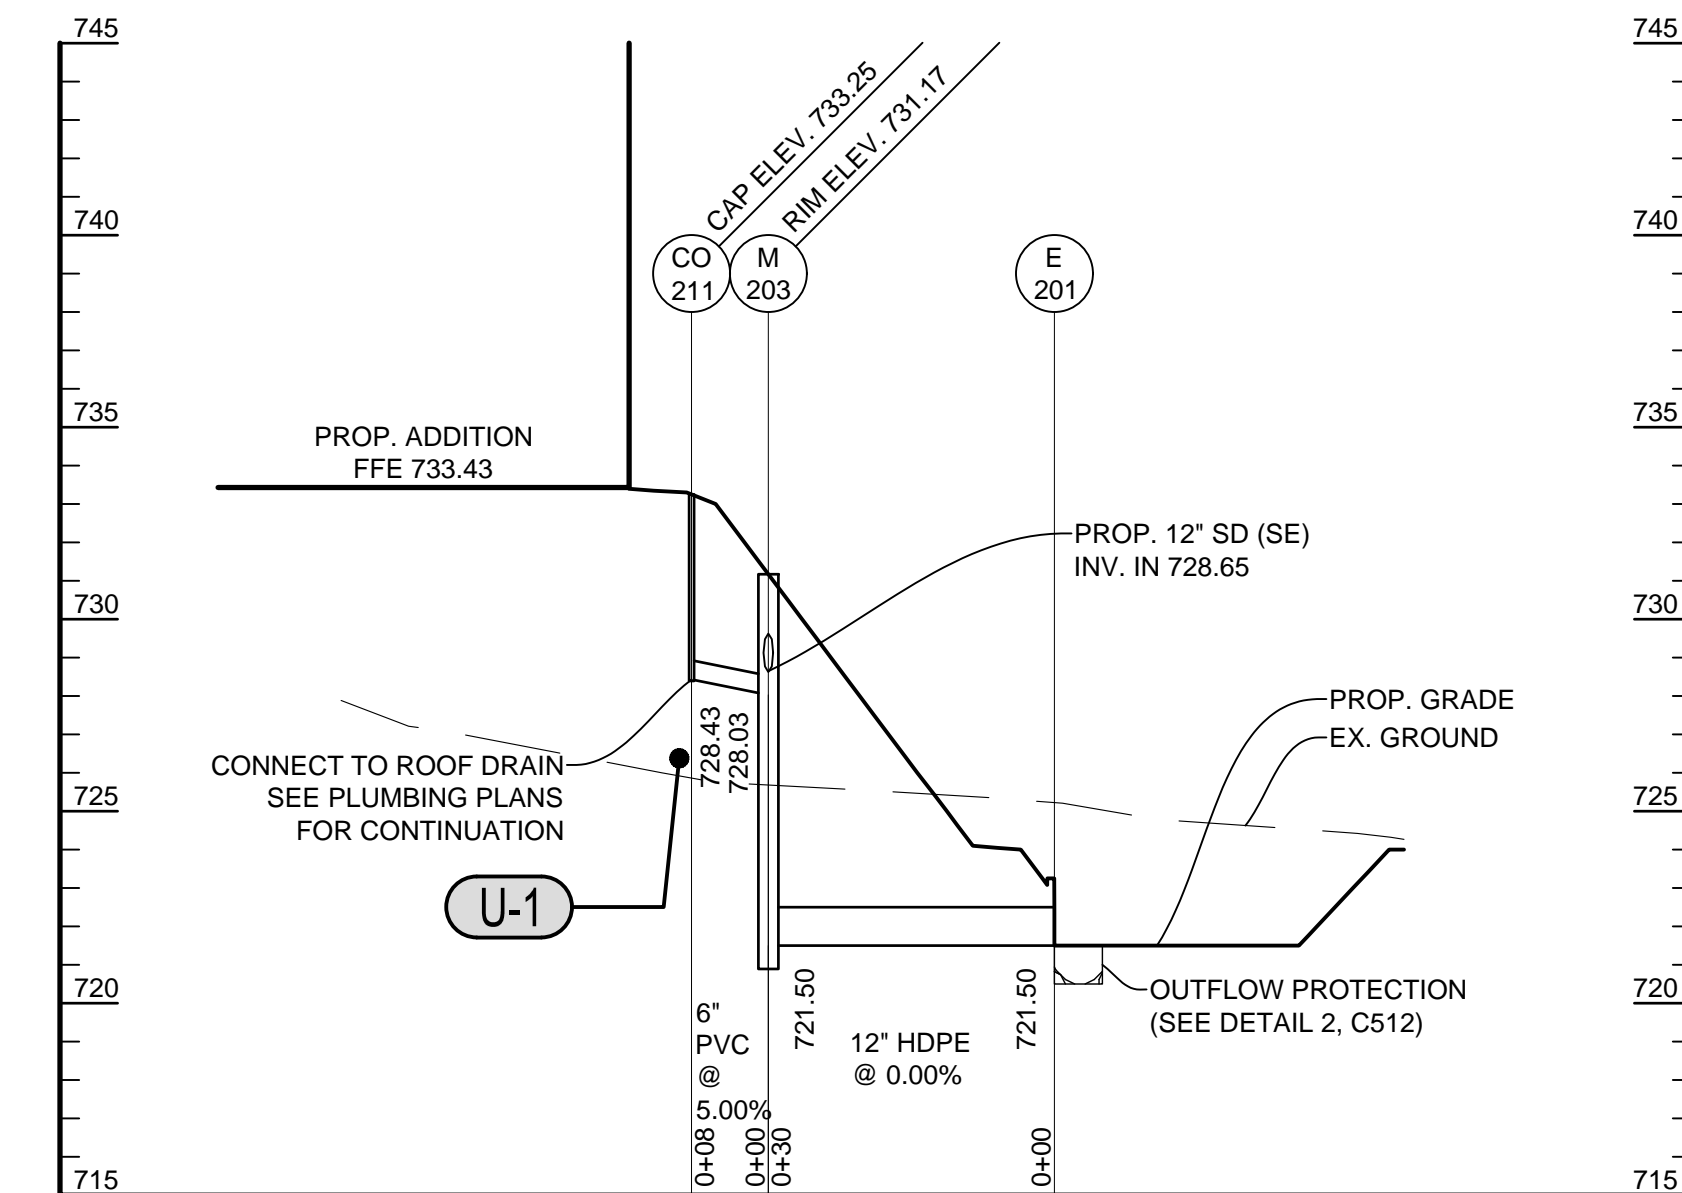 745
745
CAP ELEV. 733.25
RIM ELEV. 731.17
740
740
CO
211
M
203
E
201
735
735
PROP. ADDITION
FFE 733.43
PROP. 12" SD (SE)
INV. IN 728.65
730
730
PROP. GRADE
EX. GROUND
728.43
728.03
CONNECT TO ROOF DRAIN
SEE PLUMBING PLANS
FOR CONTINUATION
725
725
U-1
720
720
721.50
721.50
OUTFLOW PROTECTION
(SEE DETAIL 2, C512)
6"
PVC
@
5.00%
12" HDPE
@ 0.00%
0+08
0+00
0+30
0+00
715
715